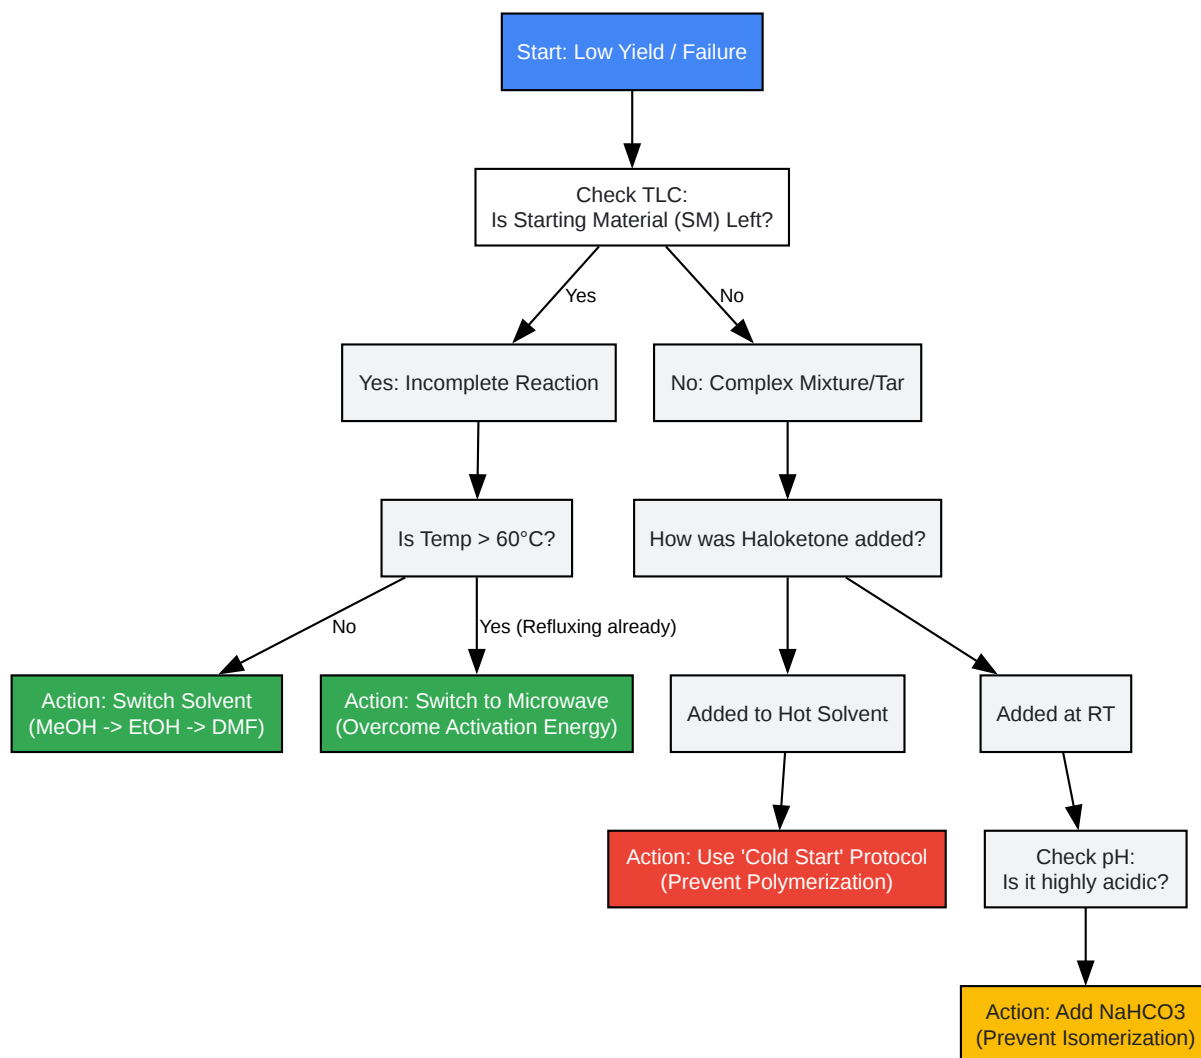 Start: Low Yield / Failure
Check TLC:
Is Starting Material (SM) Left?
Yes
No
Yes: Incomplete Reaction
No: Complex Mixture/Tar
Is Temp > 60°C?
How was Haloketone added?
No
Yes (Refluxing already)
Action: Switch Solvent
(MeOH -> EtOH -> DMF)
Action: Switch to Microwave
(Overcome Activation Energy)
Added to Hot Solvent
Added at RT
Action: Use 'Cold Start' Protocol
(Prevent Polymerization)
Check pH:
Is it highly acidic?
Action: Add NaHCO3
(Prevent Isomerization)